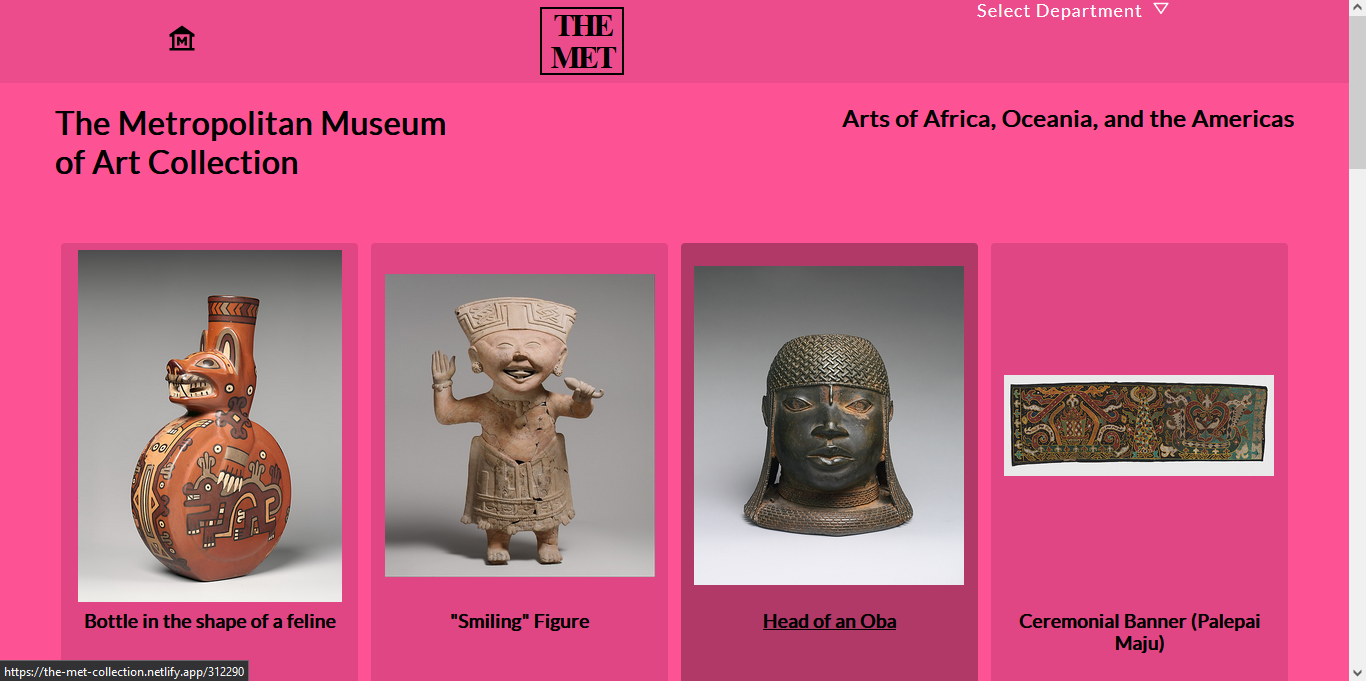 Select Department
THE
MET
The Metropolitan Museum
of Art Collection
Arts of Africa, Oceania, and the Americas
Bottle in the shape of a feline
"Smiling" Figure
Head of an Oba
Ceremonial Banner (Palepai
Maju)
https://the-met-collection.netlify.app/312290